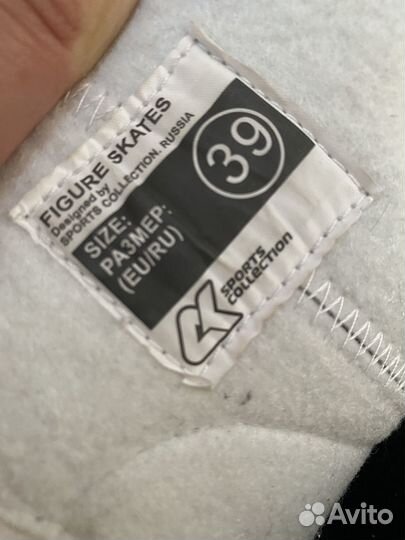 FIGURE SKATES
Designed by
SPORTS COLLECTION. RUSSIA
SIZE:
РАЗМЕР:
(EU/RU)
39
SPORTS
COLLECTION
Avito